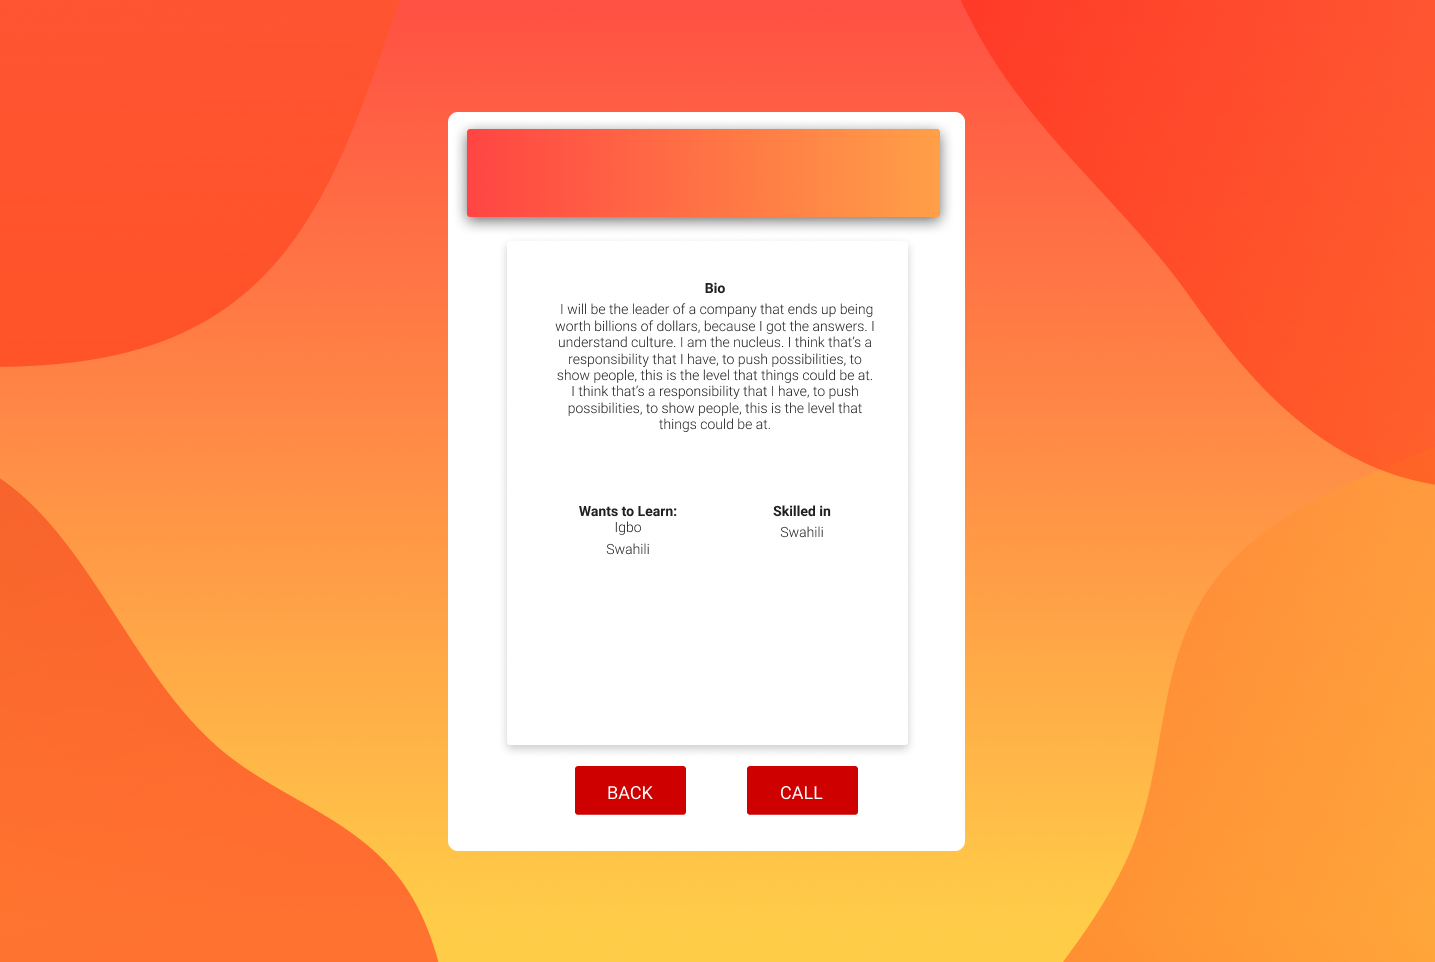 Bio
I will be the leader of a company that ends up being
worth billions of dollars, because I got the answers. I
understand culture. I am the nucleus. I think that’s a
responsibility that I have, to push possibilities, to
show people, this is the level that things could be at.
I think that’s a responsibility that I have, to push
possibilities, to show people, this is the level that
things could be at.
Wants to Learn:
Igbo
Swahili
Skilled in
Swahili
BACK
CALL